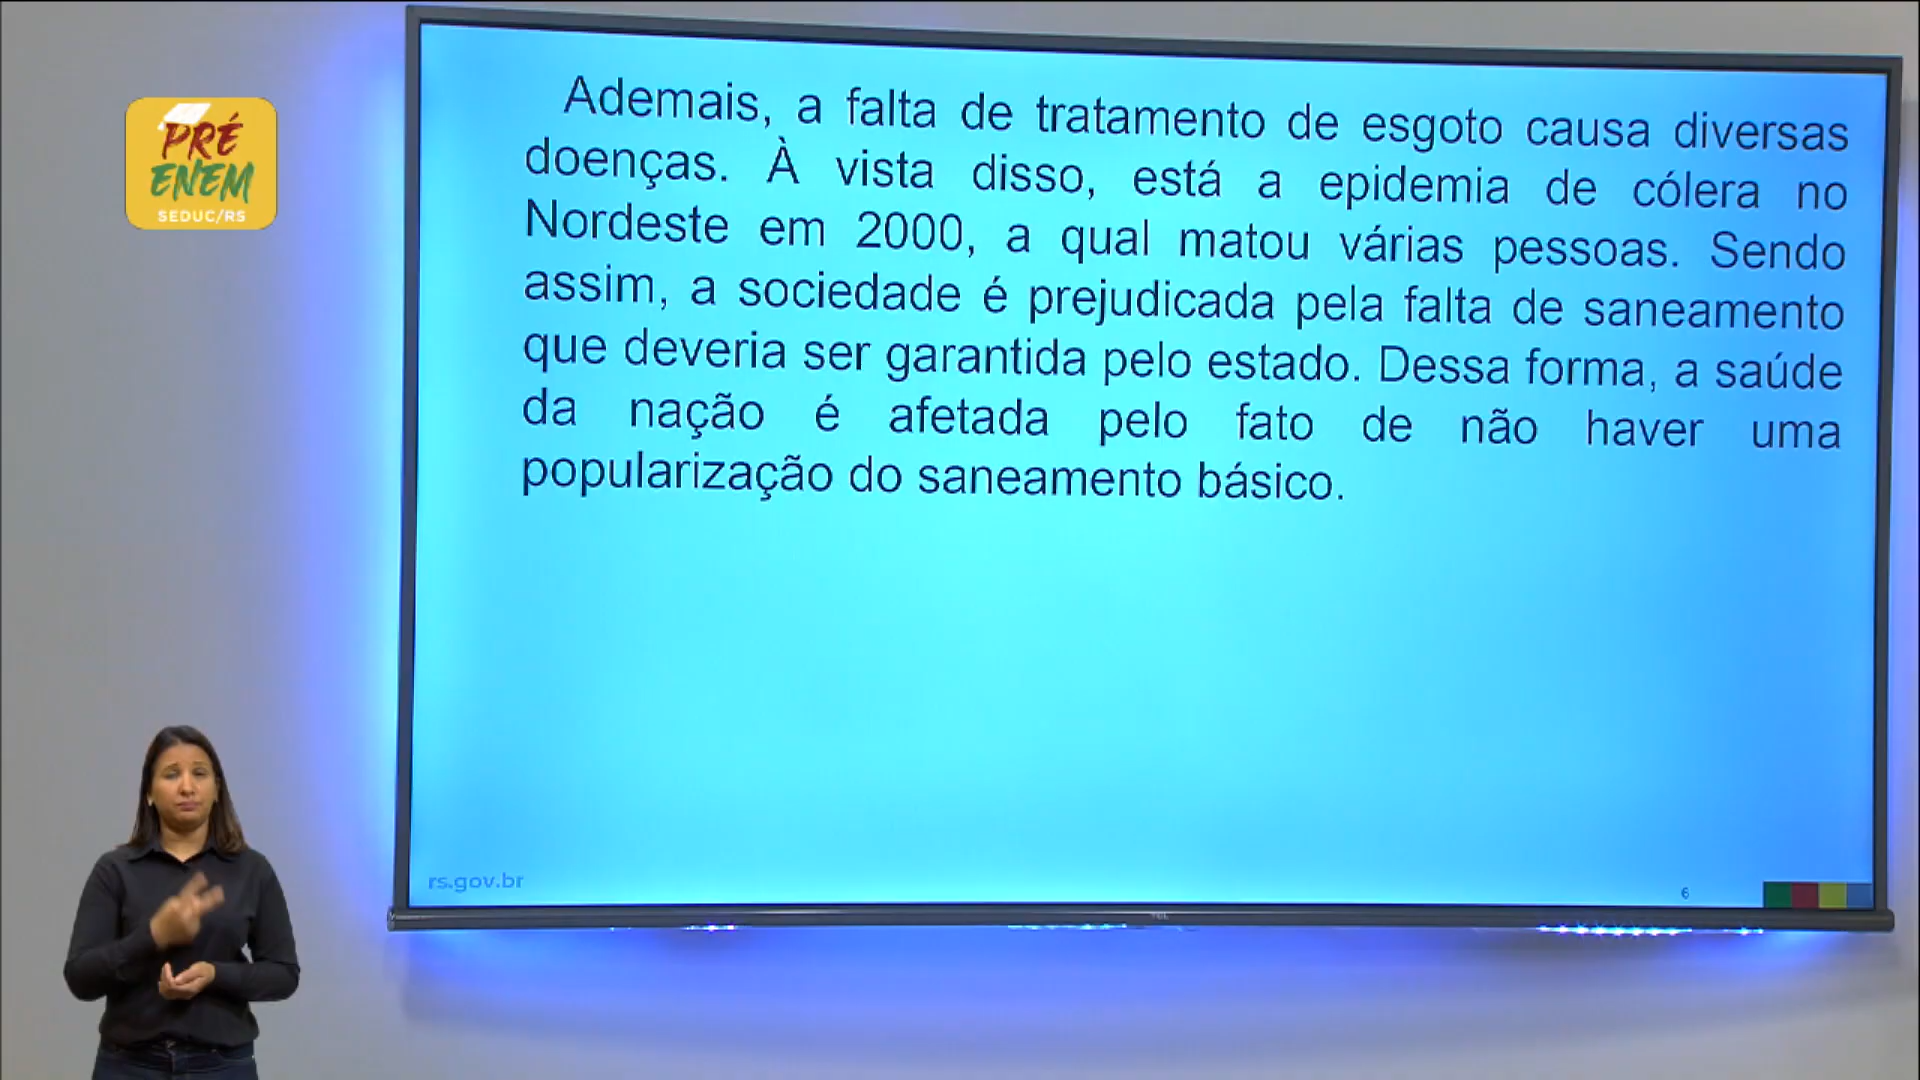 PRÉ
ENEM
SEDUC/RS
Ademais, a falta de tratamento de esgoto causa diversas
doenças. À vista disso, está a epidemia de cólera no
Nordeste em 2000, a qual matou várias pessoas. Sendo
assim, a sociedade é prejudicada pela falta de saneamento
que deveria ser garantida pelo estado. Dessa forma, a saúde
da nação é afetada pelo fato de não haver uma
popularização do saneamento básico.
rs.gov.br
6
TCL